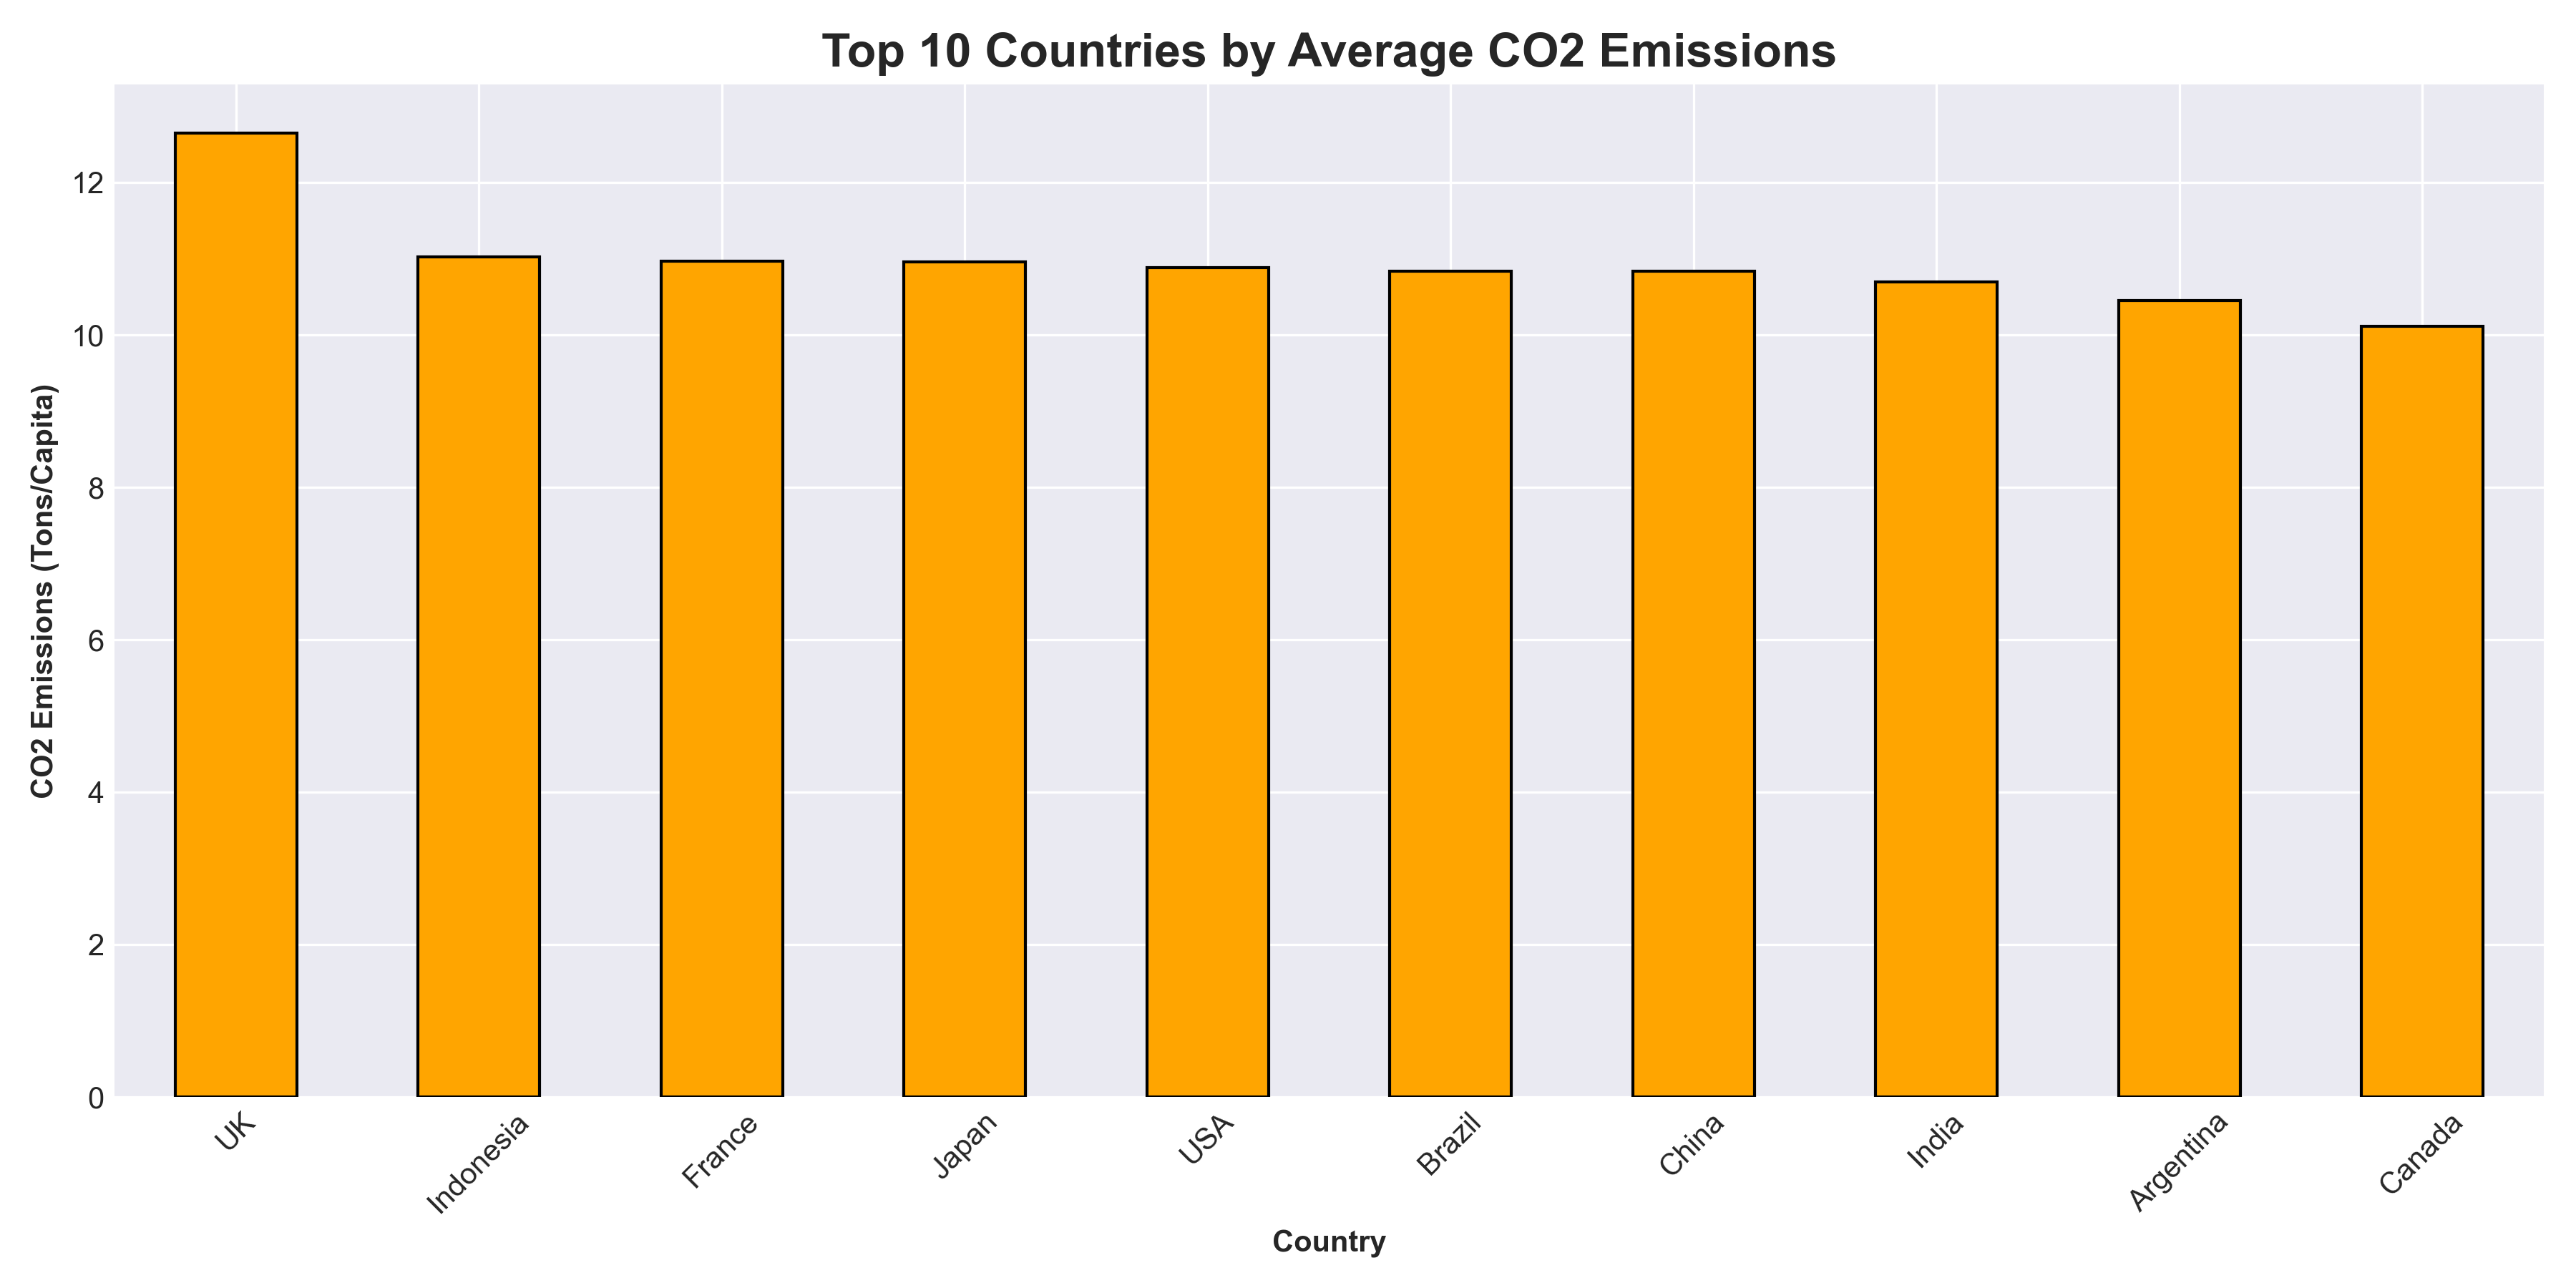 Top 10 Countries by Average CO2 Emissions
CO2 Emissions (Tons/Capita)
12
10
8
6
4
2
0
UK
Indonesia
France
Japan
USA
Brazil
China
India
Argentina
Canada
Country